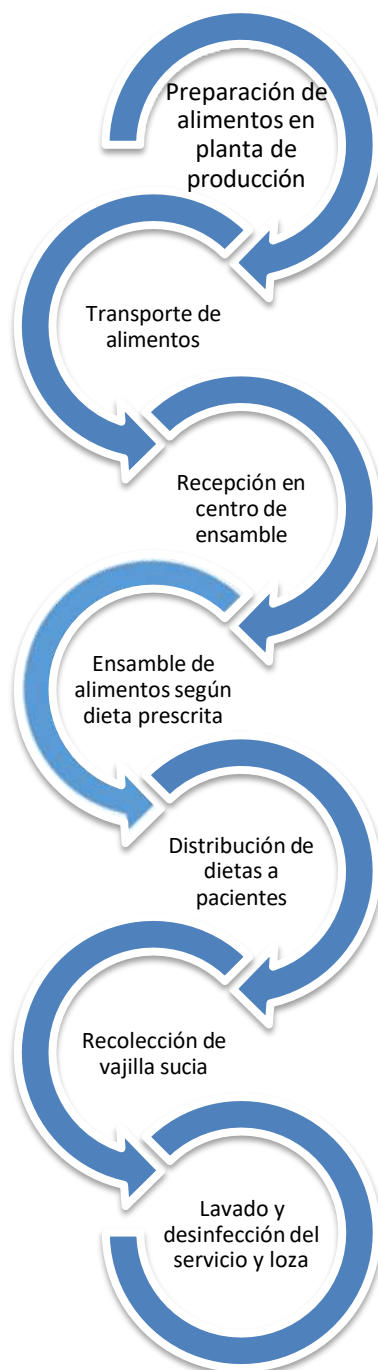 Preparación de
alimentos en
planta de
producción
Transporte de
alimentos
Recepción en
centro de
ensamble
Ensamble de
alimentos según
dieta prescrita
Distribución de
dietas a
pacientes
Recolección de
vajilla sucia
Lavado y
desinfección del
servicio y loza